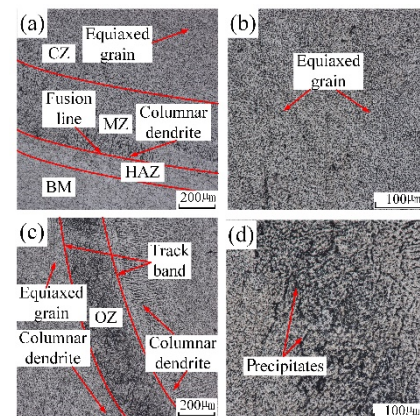 (a)
Equiaxed
grain
CZ
Fusion
line
MZ
Columnar
dendrite
HAZ
BM
200μm
(b)
Equiaxed
grain
100μm
(c)
Track
band
Equiaxed
grain
OZ
Columnar
dendrite
Columnar
dendrite
200μm
(d)
Precipitates
100μm